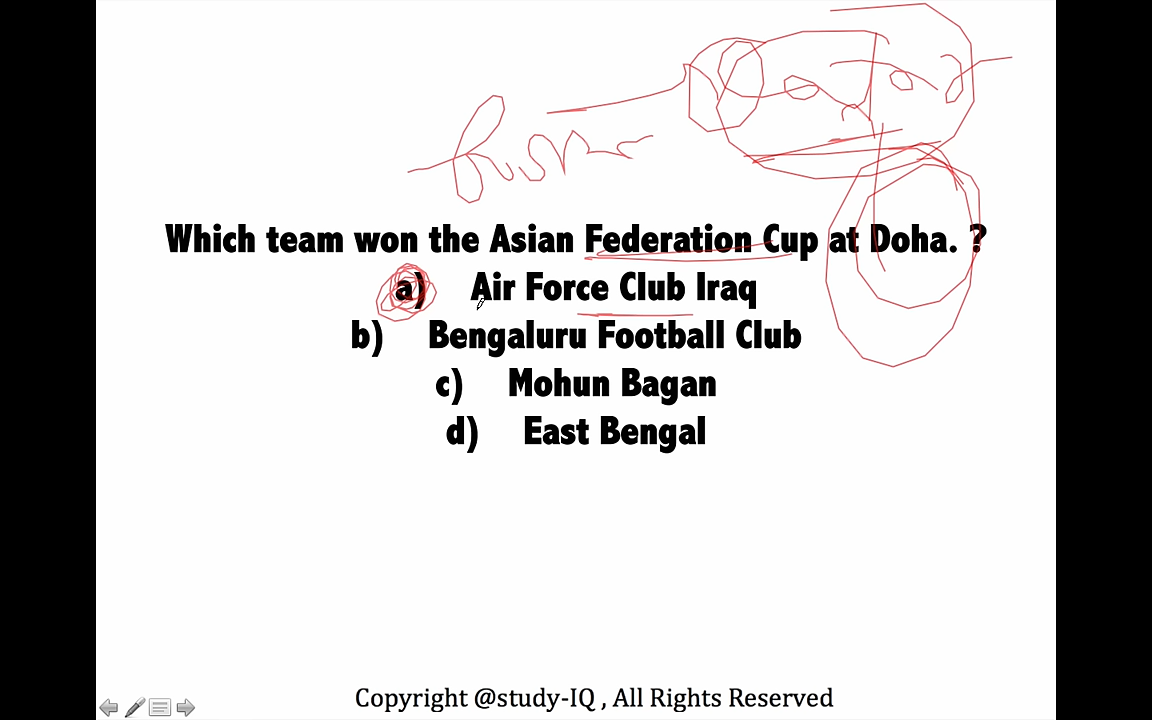 Which team won the Asian Federation Cup at Doha. ?
a) Air Force Club Iraq
b) Bengaluru Football Club
c) Mohun Bagan
d) East Bengal
Copyright @study-IQ , All Rights Reserved